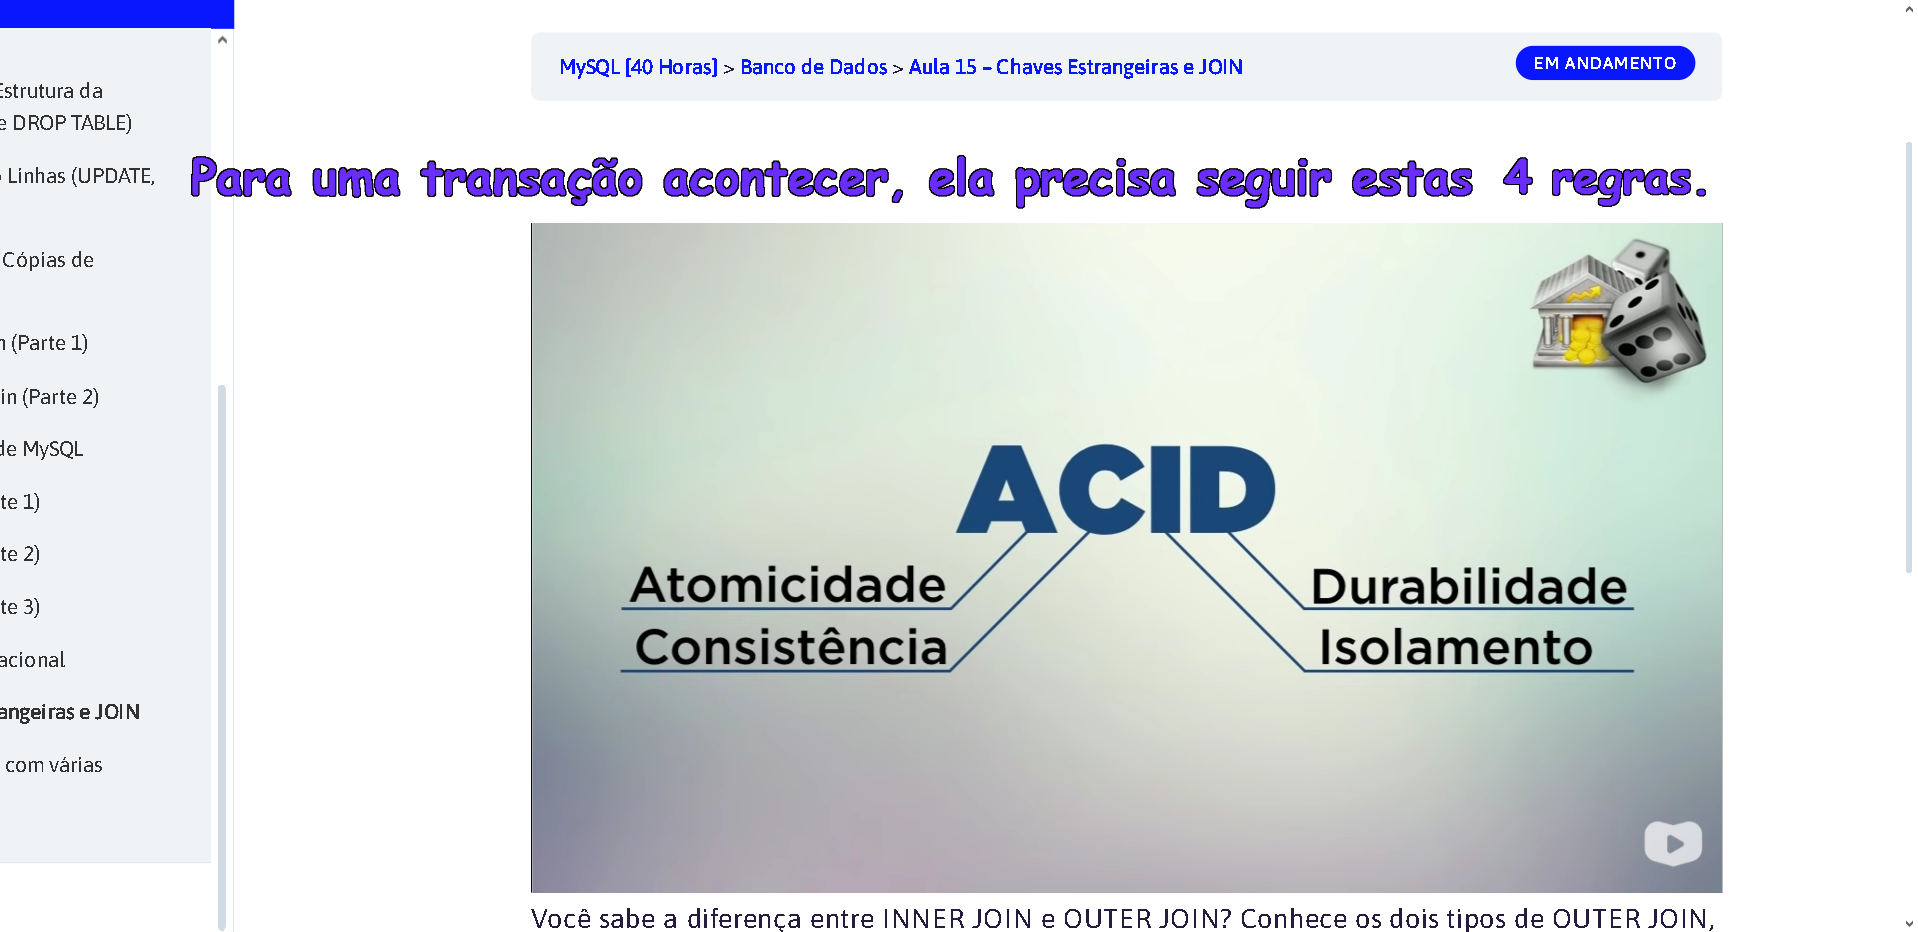 Estrutura da
e DROP TABLE)
Linhas (UPDATE,
Cópias de
(Parte 1)
in (Parte 2)
de MySQL
te 1)
te 2)
te 3)
acional
angeiras e JOIN
com várias
MySQL [40 Horas] > Banco de Dados > Aula 15 – Chaves Estrangeiras e JOIN
EM ANDAMENTO
Para uma transação acontecer, ela precisa seguir estas 4 regras.
ACID
Atomicidade
Consistência
Durabilidade
Isolamento
Você sabe a diferença entre INNER JOIN e OUTER JOIN? Conhece os dois tipos de OUTER JOIN,